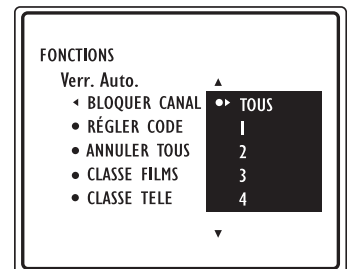 FONCTIONS
Verr. Auto.
BLOQUER CANAL TOUS
RÉGLER CODE 1
ANNULER TOUS 2
CLASSE FILMS 3
CLASSE TELE 4